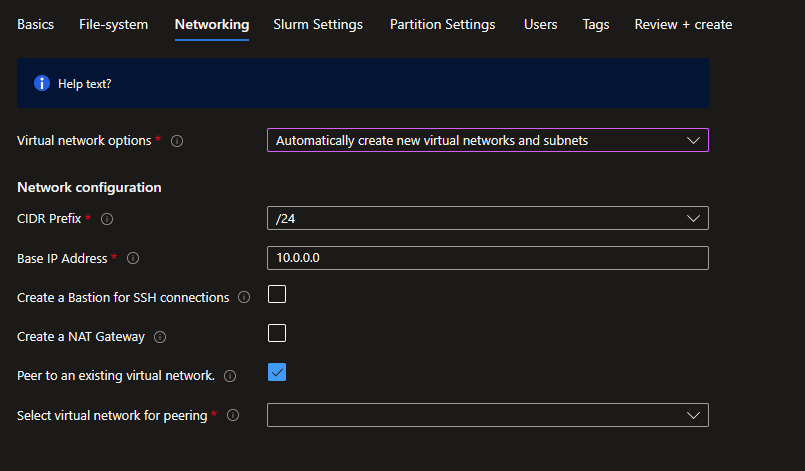 Basics File-system Networking Slurm Settings Partition Settings Users Tags Review + create
Help text?
Virtual network options * Automatically create new virtual networks and subnets
Network configuration
CIDR Prefix * /24
Base IP Address * 10.0.0.0
Create a Bastion for SSH connections
Create a NAT Gateway
Peer to an existing virtual network.
Select virtual network for peering *